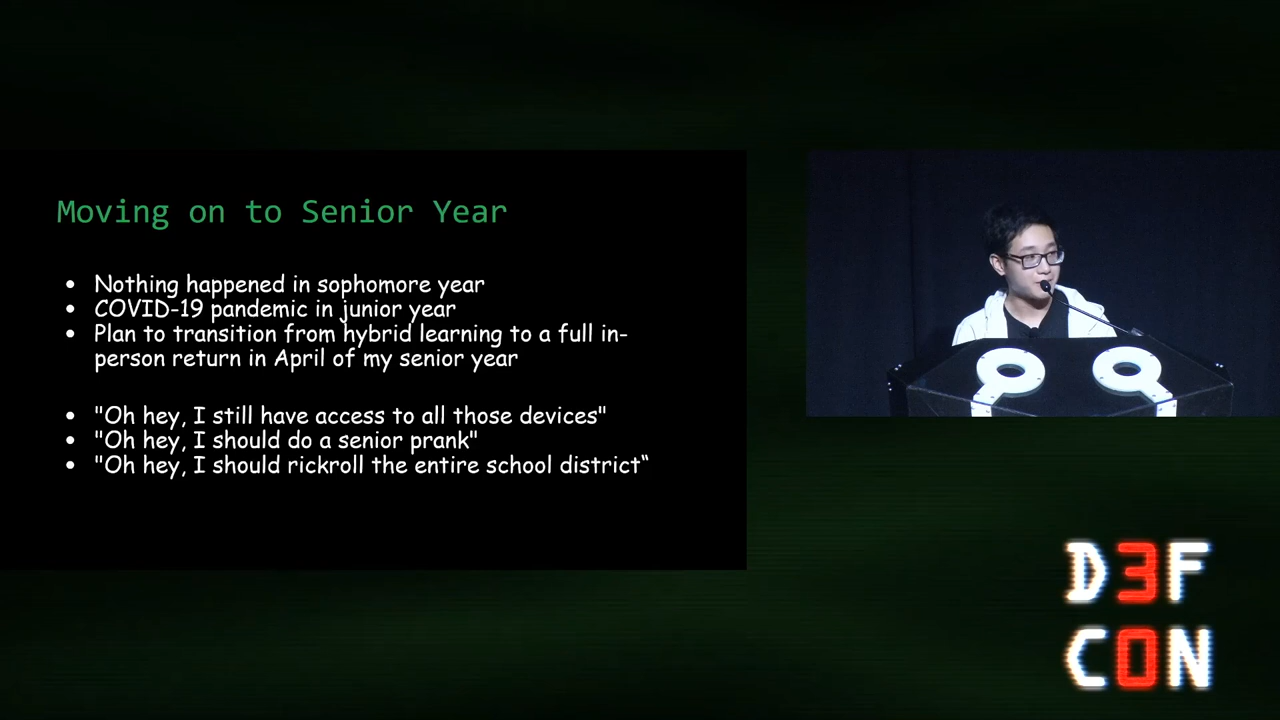 Moving on to Senior Year
• Nothing happened in sophomore year
• COVID-19 pandemic in junior year
• Plan to transition from hybrid learning to a full in-
person return in April of my senior year
• "Oh hey, I still have access to all those devices"
• "Oh hey, I should do a senior prank"
• "Oh hey, I should rickroll the entire school district“
D3F
C0N